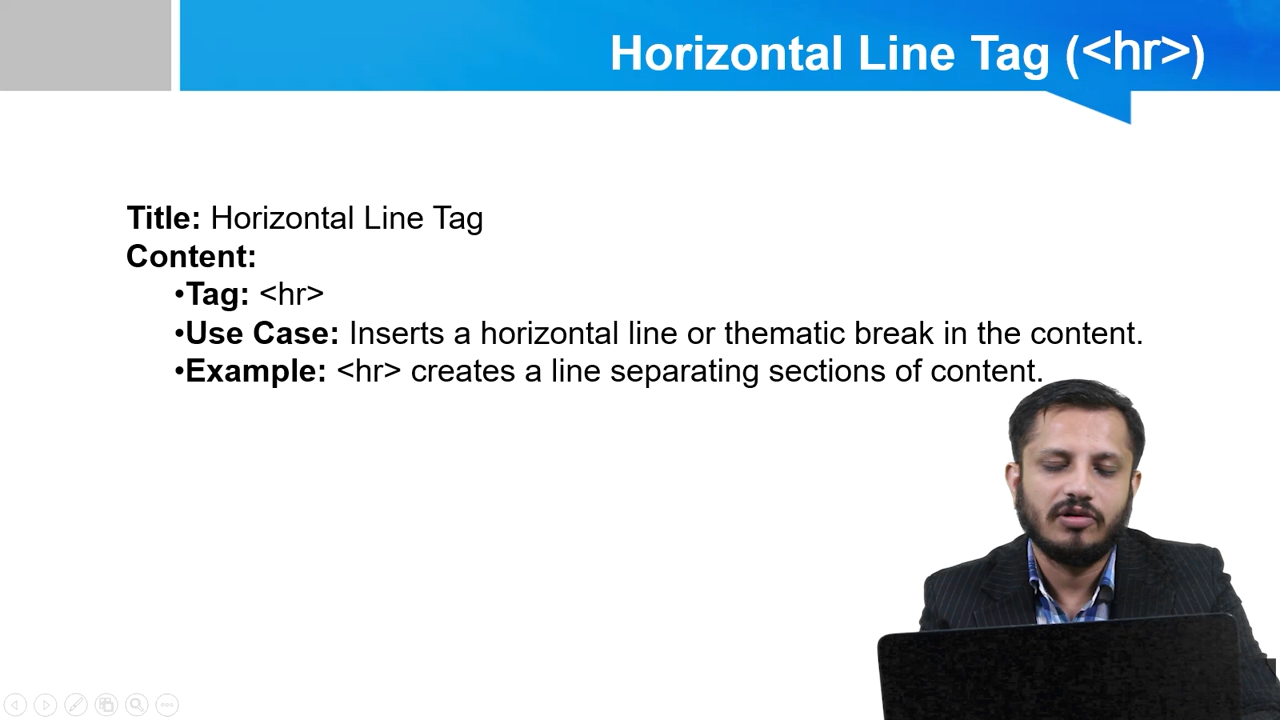 Horizontal Line Tag (<hr>)
Title: Horizontal Line Tag
Content:
•Tag: <hr>
•Use Case: Inserts a horizontal line or thematic break in the content.
•Example: <hr> creates a line separating sections of content.